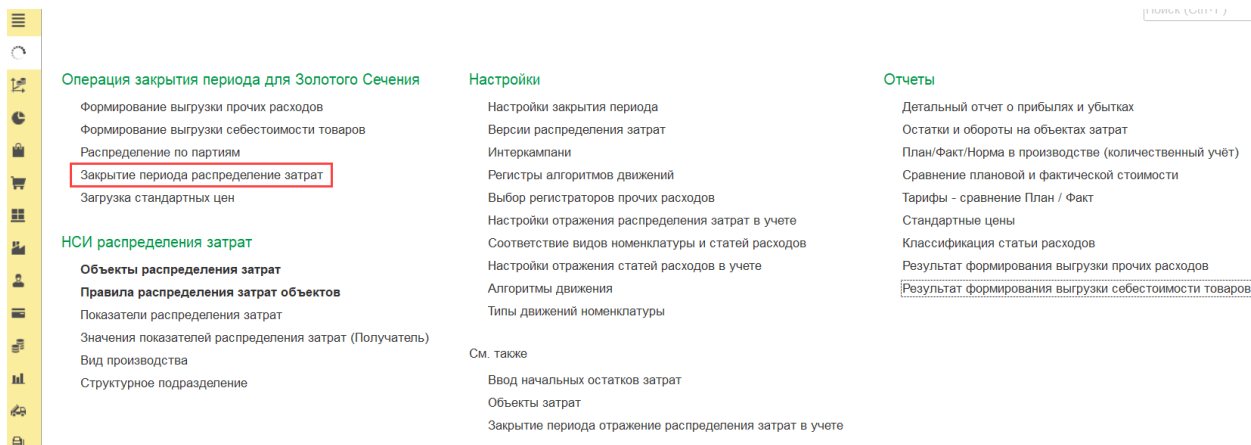 Операция закрытия периода для Золотого Сечения
Формирование выгрузки прочих расходов
Формирование выгрузки себестоимости товаров
Распределение по партиям
Закрытие периода распределение затрат
Загрузка стандартных цен
НСИ распределения затрат
Объекты распределения затрат
Правила распределения затрат объектов
Показатели распределения затрат
Значения показателей распределения затрат (Получатель)
Вид производства
Структурное подразделение
Настройки
Настройки закрытия периода
Версии распределения затрат
Интеркампани
Регистры алгоритмов движений
Выбор регистраторов прочих расходов
Настройки отражения распределения затрат в учете
Соответствие видов номенклатуры и статей расходов
Настройки отражения статей расходов в учете
Алгоритмы движения
Типы движений номенклатуры
См. также
Ввод начальных остатков затрат
Объекты затрат
Закрытие периода отражение распределения затрат в учете
Отчеты
Детальный отчет о прибылях и убытках
Остатки и обороты на объектах затрат
План/Факт/Норма в производстве (количественный учёт)
Сравнение плановой и фактической стоимости
Тарифы - сравнение План / Факт
Стандартные цены
Классификация статьи расходов
Результат формирования выгрузки прочих расходов
Результат формирования выгрузки себестоимости товаров